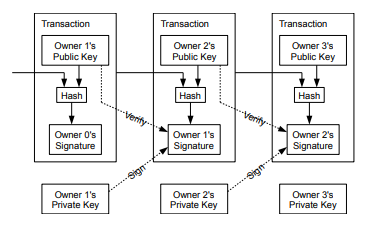 Transaction
Transaction
Transaction
Owner 1's
Public Key
Owner 2's
Public Key
Owner 3's
Public Key
Hash
Hash
Hash
Verify
Verify
Owner 0's
Signature
Owner 1's
Signature
Owner 2's
Signature
Sign
Sign
Owner 1's
Private Key
Owner 2's
Private Key
Owner 3's
Private Key